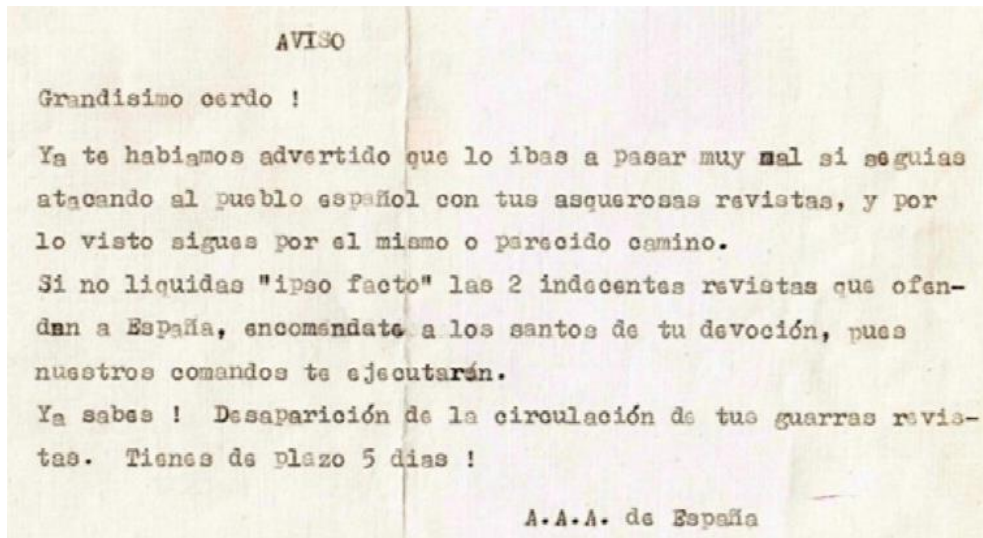 AVISO
Grandisimo cerdo !
Ya te habiamos advertido que lo ibas a pasar muy mal si seguias
atacando al pueblo español con tus asquerosas revistas, y por
lo visto sigues por el mismo o parecido camino.
Si no liquidas "ipso facto" las 2 indecentes revistas que ofen-
den a España, encomendate a los santos de tu devoción, pues
nuestros comandos te ejecutarán.
Ya sabes ! Desaparición de la circulación de tus guarras revis-
tas. Tienes de plazo 5 dias !
A.A.A. de España